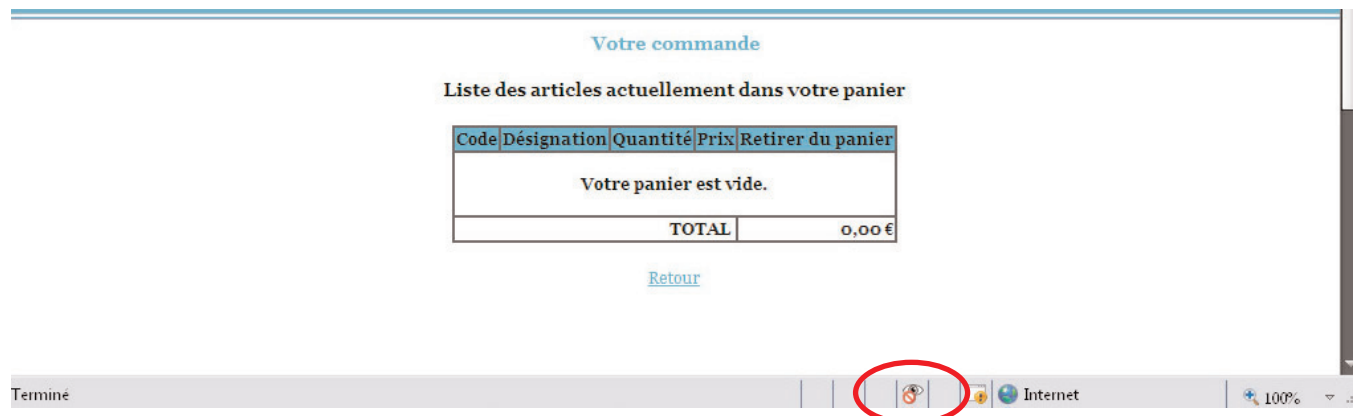 Votre commande
Liste des articles actuellement dans votre panier
Code Désignation Quantité Prix Retirer du panier
Votre panier est vide.
TOTAL 0,00 €
Retour
Terminé Internet 100%